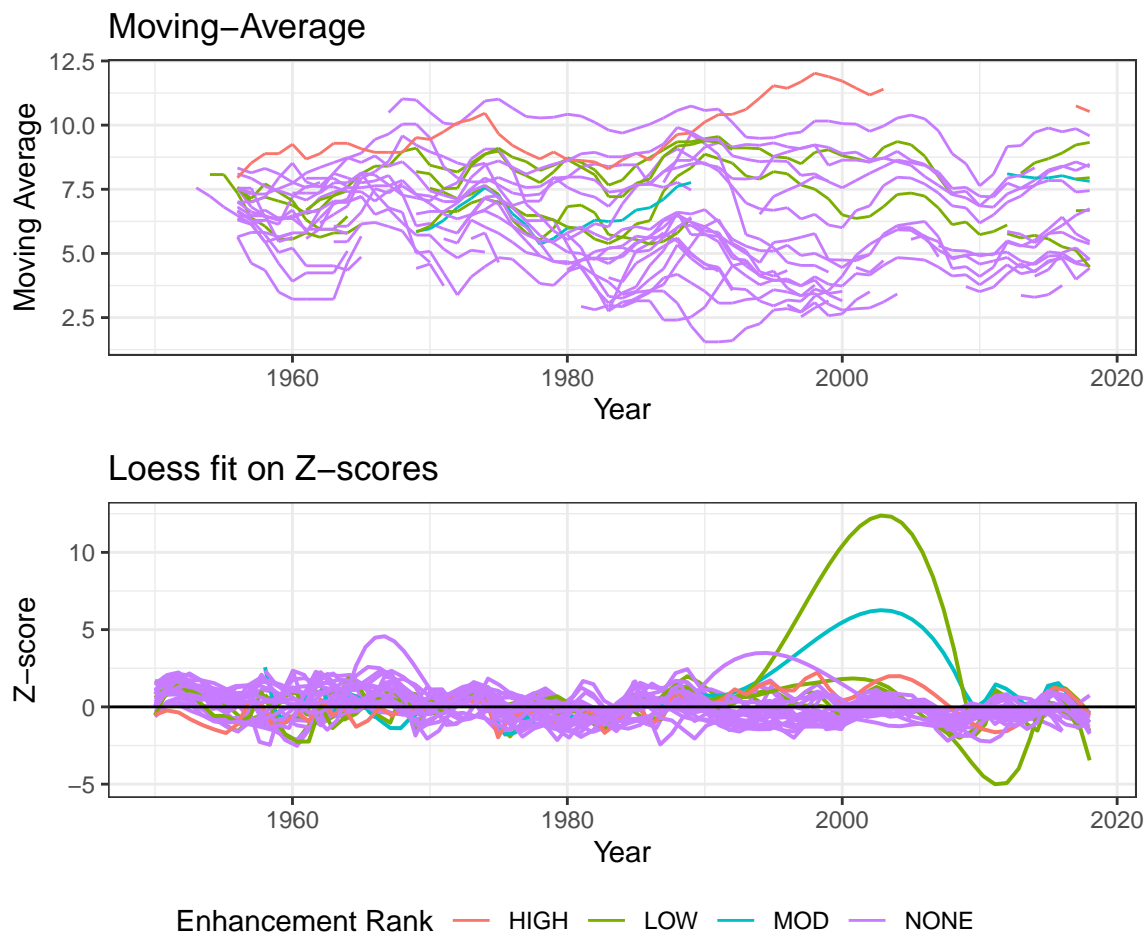 Moving−Average
12.5
10.0
7.5
5.0
2.5
Moving Average
1960 1980 2000 2020
Year
Loess fit on Z−scores
10
5
0
−5
Z−score
1960 1980 2000 2020
Year
Enhancement Rank HIGH LOW MOD NONE